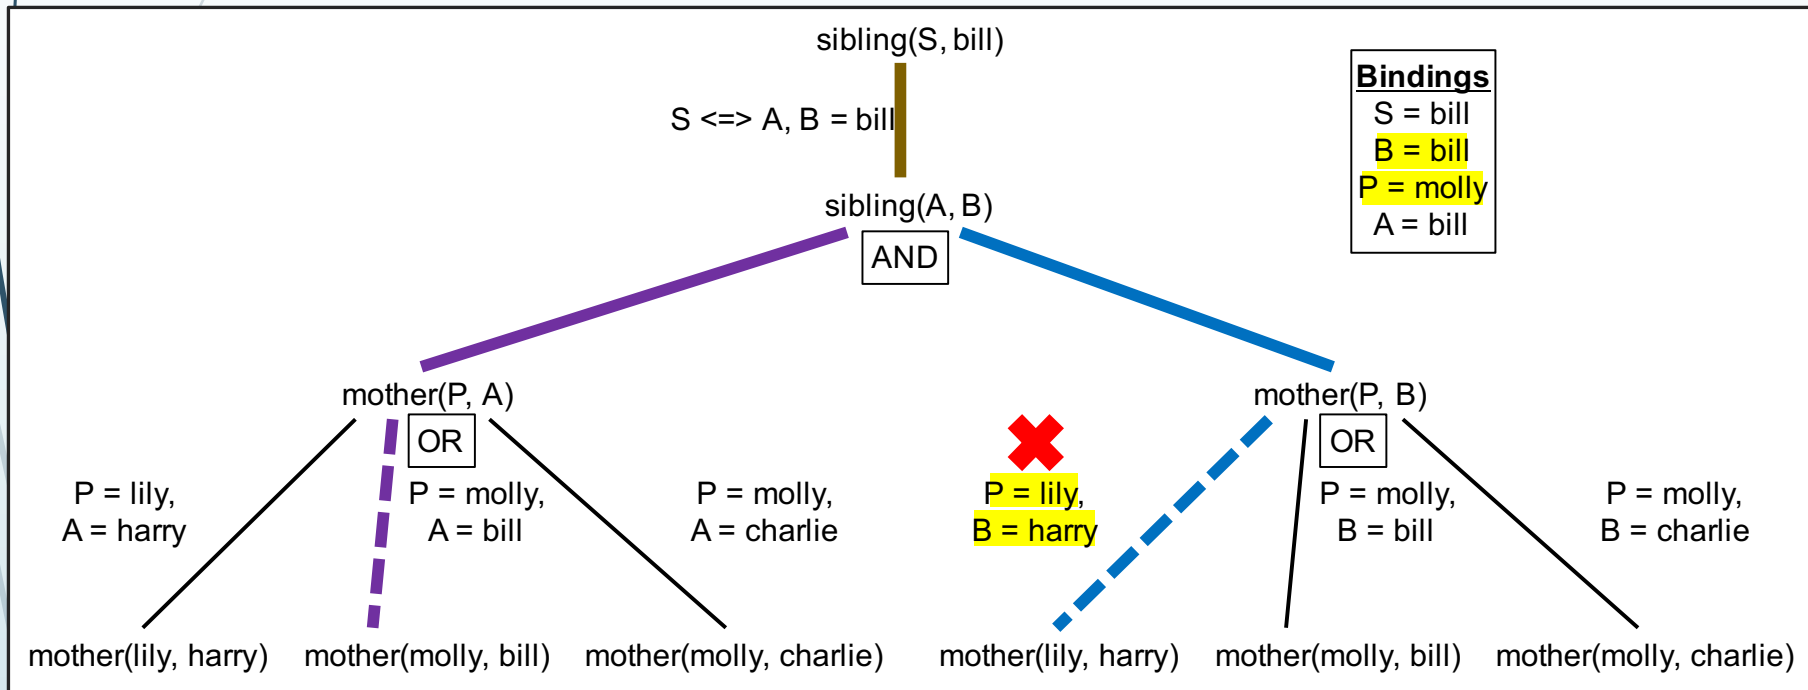 sibling(S, bill)
S <=> A, B = bill
Bindings
S = bill
B = bill
P = molly
A = bill
sibling(A, B)
AND
mother(P, A)
OR
mother(P, B)
OR
P = lily,
A = harry
P = molly,
A = bill
P = molly,
A = charlie
P = lily,
B = harry
P = molly,
B = bill
P = molly,
B = charlie
mother(lily, harry)
mother(molly, bill)
mother(molly, charlie)
mother(lily, harry)
mother(molly, bill)
mother(molly, charlie)